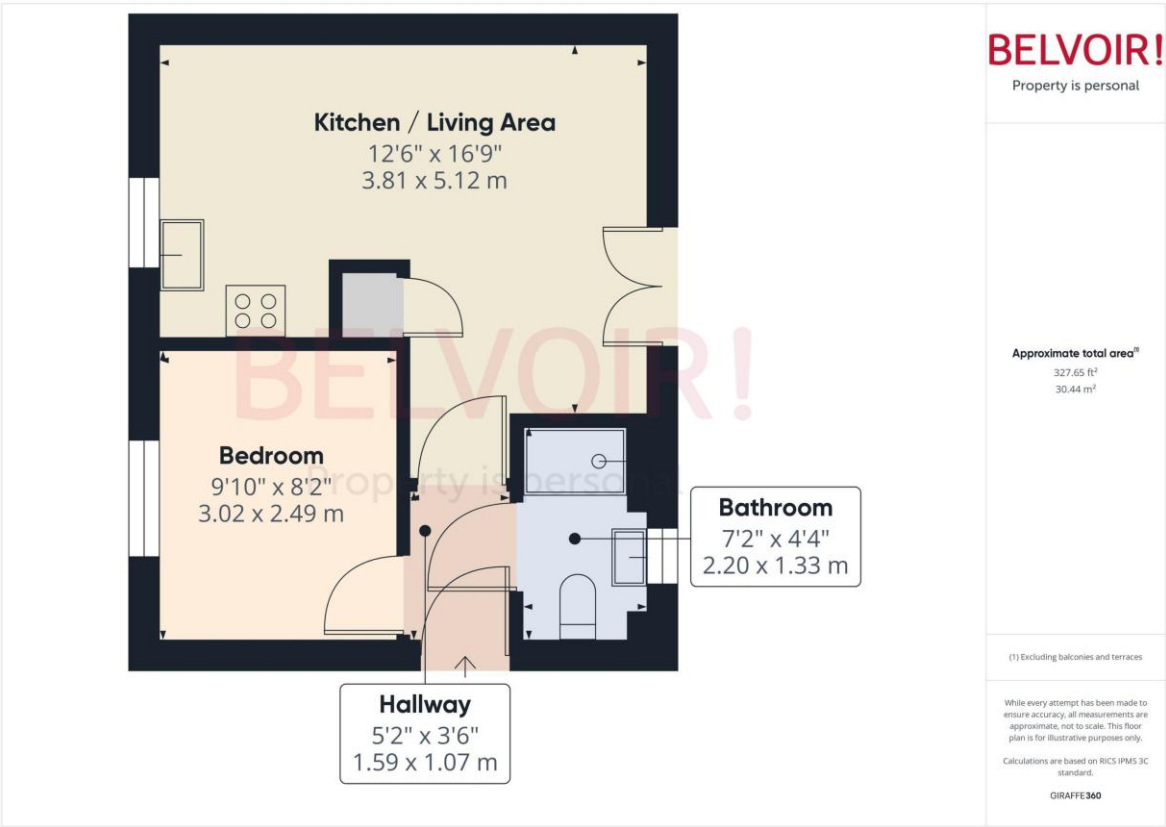 Kitchen / Living Area
12'6" x 16'9"
3.81 x 5.12 m
BELVOIR!
Property is personal
Bedroom
9'10" x 8'2"
3.02 x 2.49 m
Bathroom
7'2" x 4'4"
2.20 x 1.33 m
Hallway
5'2" x 3'6"
1.59 x 1.07 m
BELVOIR!
Property is personal
Approximate total area⁽¹⁾
327.65 ft²
30.44 m²
(1) Excluding balconies and terraces
While every attempt has been made to
ensure accuracy, all measurements are
approximate, not to scale. This floor
plan is for illustrative purposes only.
Calculations are based on RICS IPMS 3C
standard.
GIRAFFE360